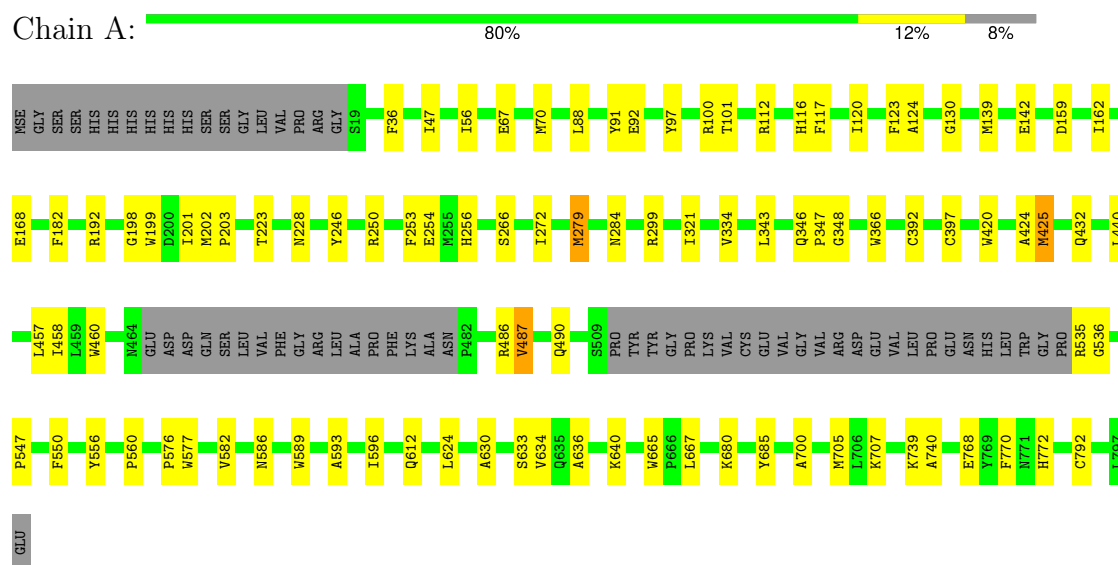 Chain A:
80% 12% 8%
MSE GLY SER SER HIS HIS HIS HIS HIS HIS SER SER GLY LEU VAL PRO ARG GLY S19 F36 I47 I56 E67 M70 L88 Y91 E92 Y97 R100 T101 R112 H116 F117 I120 F123 A124 G130 M139 E142 D159 I162
E168 F182 R192 G198 W199 D200 I201 M202 P203 T223 N228 Y246 R250 F253 E254 M255 H256 S266 I272 M279 N284 R299 I321 V334 L343 Q346 P347 G348 W366 C392 C397 W420 A424 M425 Q432
L457 I458 L459 W460 N464 GLU ASP ASP GLN SER LEU VAL PHE GLY ARG LEU ALA PRO PHE LYS ALA ASN P482 R486 V487 Q490 S509 PRO TYR TYR GLY PRO LYS VAL CYS GLU VAL GLY VAL ARG ASP GLU VAL LEU PRO GLU ASN HIS LEU TRP GLY PRO R535 G536
P547 F550 Y556 P560 P576 W577 V582 N586 W589 A593 I596 Q612 L624 A630 S633 V634 Q635 A636 K640 W665 P666 L667 K680 Y685 A700 M705 L706 K707 K739 A740 E768 Y769 F770 N771 H772 C792 L797
GLU